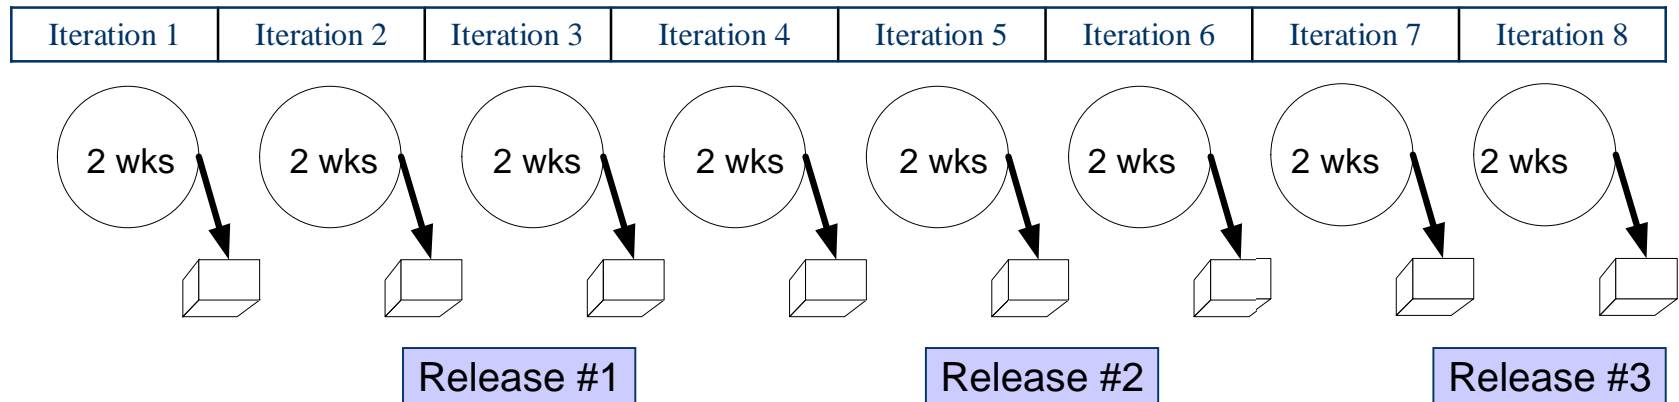 Iteration 1 Iteration 2 Iteration 3 Iteration 4 Iteration 5 Iteration 6 Iteration 7 Iteration 8
2 wks 2 wks 2 wks 2 wks 2 wks 2 wks 2 wks 2 wks
Release #1 Release #2 Release #3